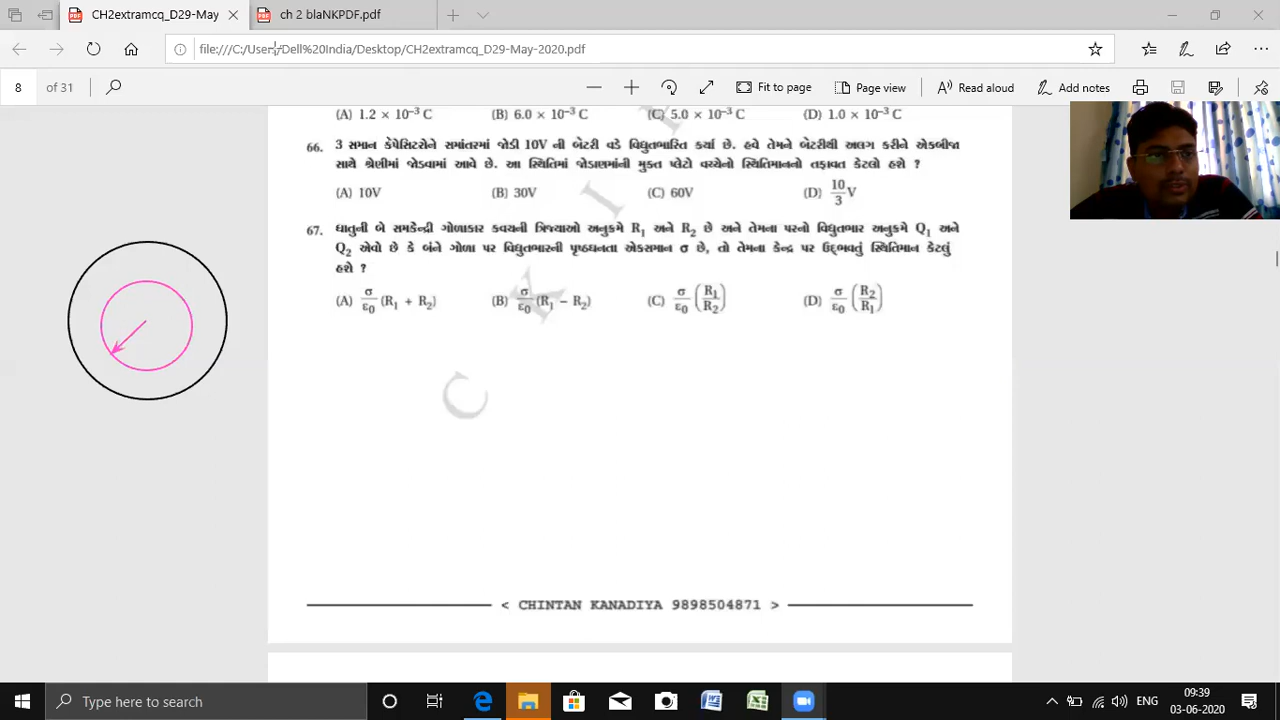 CH2extramcq_D29-May
ch 2 blaNKPDF.pdf
file:///C:/User Dell%20India/Desktop/CH2extramcq_D29-May-2020.pdf
8 of 31
Fit to page
Page view
Read aloud
Add notes
(A) 1.2 × 10⁻³ C (B) 6.0 × 10⁻³ C (C) 5.0 × 10⁻³ C (D) 1.0 × 10⁻³ C
66. 3 સમાન કેપેસિટરોને સમાંતરમાં જોડી 10V ની બેટરી વડે વિદ્યુતભારિત કર્યા છે. હવે તેમને બેટરીથી અલગ કરીને એકબીજા
સાથે શ્રેણીમાં જોડવામાં આવે છે. આ સ્થિતિમાં જોડાણમાંની મુક્ત પ્લેટો વચ્ચેનો સ્થિતિમાનનો તફાવત કેટલો હશે ?
(A) 10V (B) 30V (C) 60V (D) 10/3 V
67. ધાતુની બે સમકેન્દ્રી ગોળાકાર કવચની ત્રિજ્યાઓ અનુક્રમે R₁ અને R₂ છે અને તેમના પરનો વિદ્યુતભાર અનુક્રમે Q₁ અને
Q₂ એવો છે કે બંને ગોળા પર વિદ્યુતભારની પૃષ્ઠઘનતા એકસમાન σ છે, તો તેમના કેન્દ્ર પર ઉદ્ભવતું સ્થિતિમાન કેટલું
હશે ?
(A) σ/ε₀ (R₁ + R₂) (B) σ/ε₀ (R₁ − R₂) (C) σ/ε₀ (R₁/R₂) (D) σ/ε₀ (R₂/R₁)
< CHINTAN KANADIYA 9898504871 >
Type here to search
ENG
09:39
03-06-2020